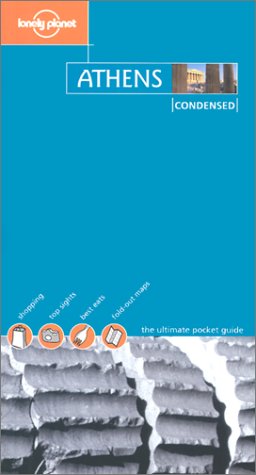 lonely planet
ATHENS
CONDENSED
shopping
top sights
best eats
fold-out maps
the ultimate pocket guide